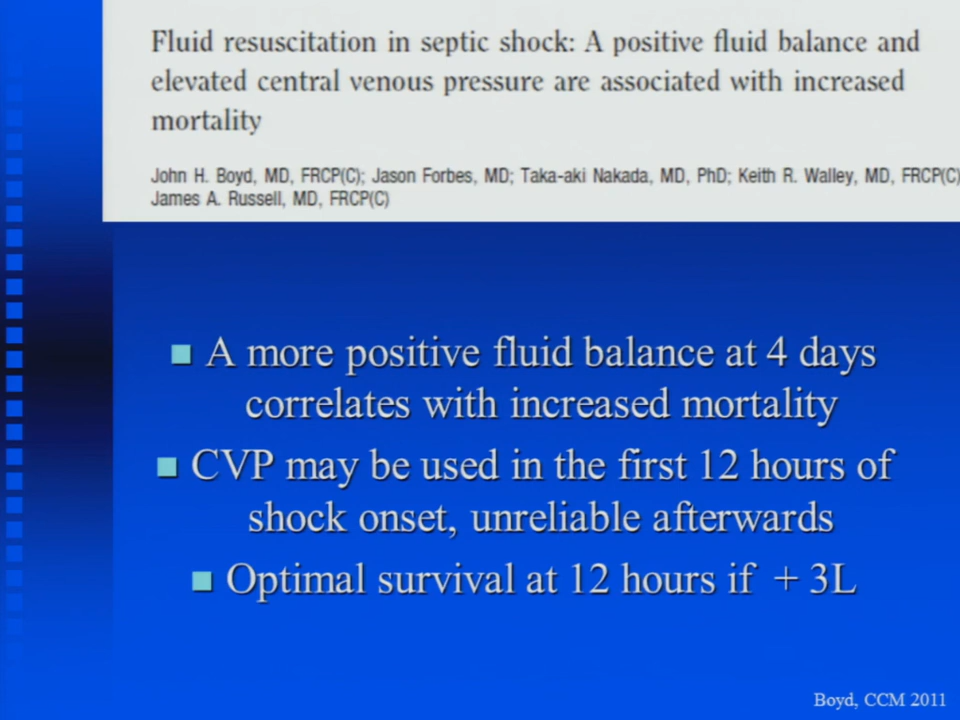 Fluid resuscitation in septic shock: A positive fluid balance and
elevated central venous pressure are associated with increased
mortality
John H. Boyd, MD, FRCP(C); Jason Forbes, MD; Taka-aki Nakada, MD, PhD; Keith R. Walley, MD, FRCP(C)
James A. Russell, MD, FRCP(C)
A more positive fluid balance at 4 days
correlates with increased mortality
CVP may be used in the first 12 hours of
shock onset, unreliable afterwards
Optimal survival at 12 hours if + 3L
Boyd, CCM 2011